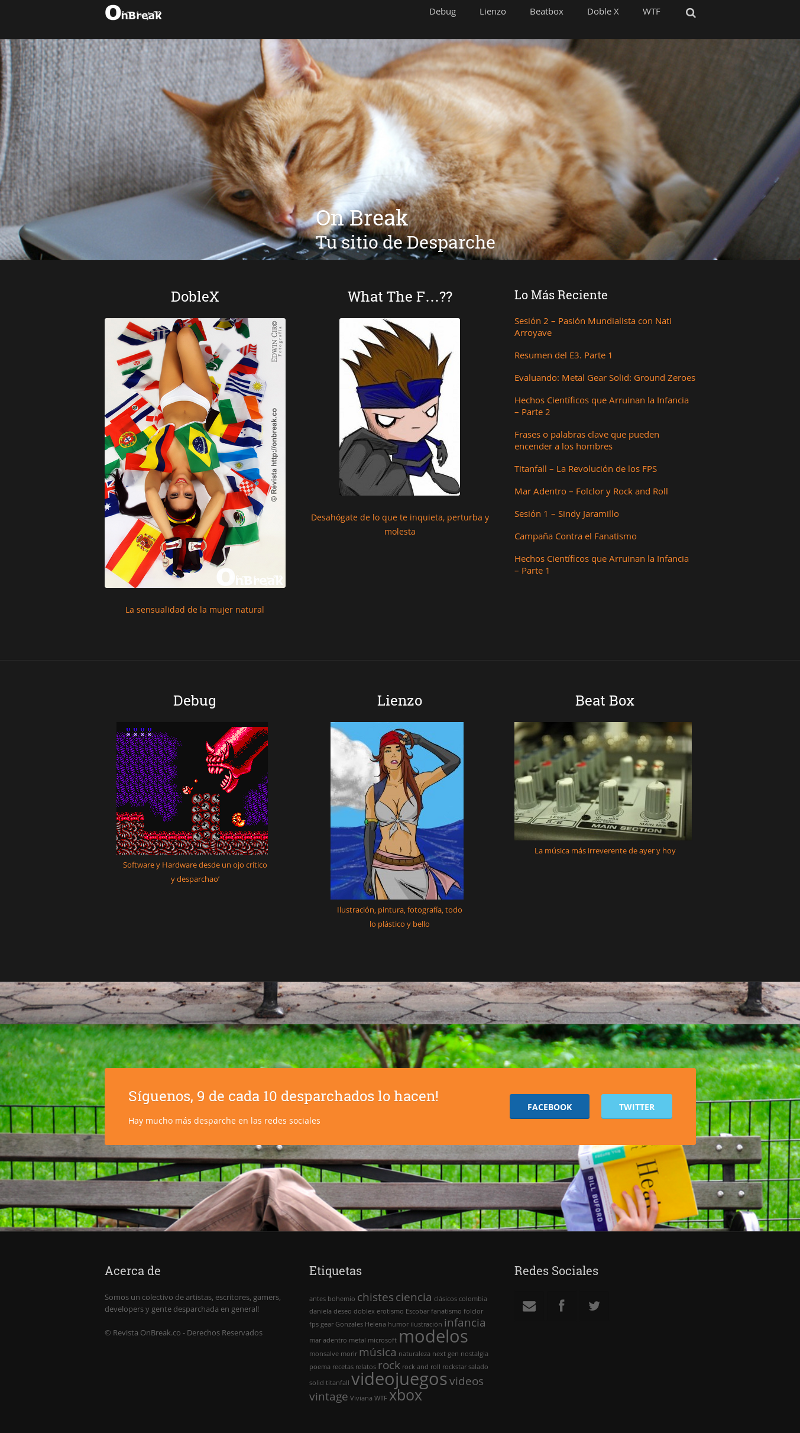 OnBreak
Debug
Lienzo
Beatbox
Doble X
WTF
On Break
Tu sitio de Desparche
DobleX
EDWIN CIRO
Fotografía
© Revista http://onbreak.co
OnBreak
La sensualidad de la mujer natural
What The F…??
Desahógate de lo que te inquieta, perturba y
molesta
Lo Más Reciente
Sesión 2 – Pasión Mundialista con Nati
Arroyave
Resumen del E3. Parte 1
Evaluando: Metal Gear Solid: Ground Zeroes
Hechos Científicos que Arruinan la Infancia
– Parte 2
Frases o palabras clave que pueden
encender a los hombres
Titanfall – La Revolución de los FPS
Mar Adentro – Folclor y Rock and Roll
Sesión 1 – Sindy Jaramillo
Campaña Contra el Fanatismo
Hechos Científicos que Arruinan la Infancia
– Parte 1
Debug
Software y Hardware desde un ojo crítico
y desparchao'
Lienzo
Ilustración, pintura, fotografía, todo
lo plástico y bello
Beat Box
MAIN SECTION
La música más irreverente de ayer y hoy
Síguenos, 9 de cada 10 desparchados lo hacen!
Hay mucho más desparche en las redes sociales
FACEBOOK
TWITTER
BILL BUFORD
Hea
Acerca de
Somos un colectivo de artistas, escritores, gamers,
developers y gente desparchada en general!
© Revista OnBreak.co - Derechos Reservados
Etiquetas
antes bohemio chistes ciencia clásicos colombia
daniela deseo doblex erotismo Escobar fanatismo folclor
fps gear Gonzales Helena humor ilustración infancia
mar adentro metal microsoft modelos
monsalve morir música naturaleza next gen nostalgia
poema recetas relatos rock rock and roll rockstar salado
solid titanfall videojuegos videos
vintage Viviana WTF xbox
Redes Sociales